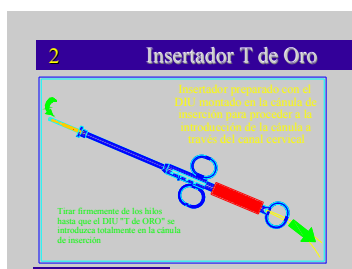 2 Insertador T de Oro
Insertador preparado con el
DIU montado en la cánula de
inserción para proceder a la
introducción de la cánula a
través del canal cervical
Tirar firmemente de los hilos
hasta que el DIU "T de ORO" se
introduzca totalmente en la cánula
de inserción